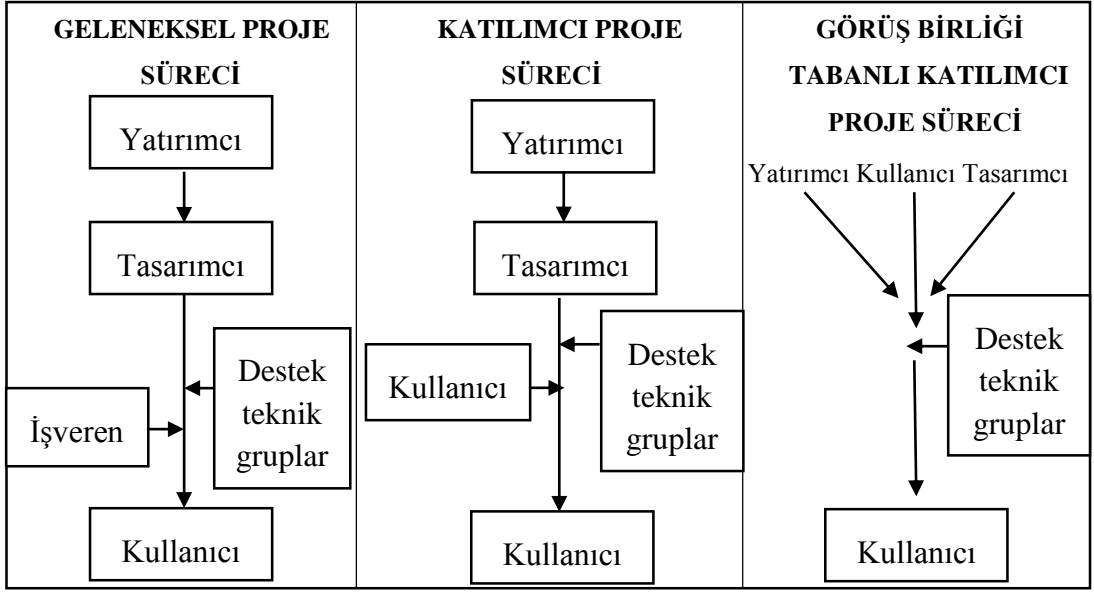 GELENEKSEL PROJE
SÜRECİ
Yatırımcı
Tasarımcı
Destek
teknik
gruplar
İşveren
Kullanıcı
KATILIMCI PROJE
SÜRECİ
Yatırımcı
Tasarımcı
Destek
teknik
gruplar
Kullanıcı
Kullanıcı
GÖRÜŞ BİRLİĞİ
TABANLI KATILIMCI
PROJE SÜRECİ
Yatırımcı Kullanıcı Tasarımcı
Destek
teknik
gruplar
Kullanıcı